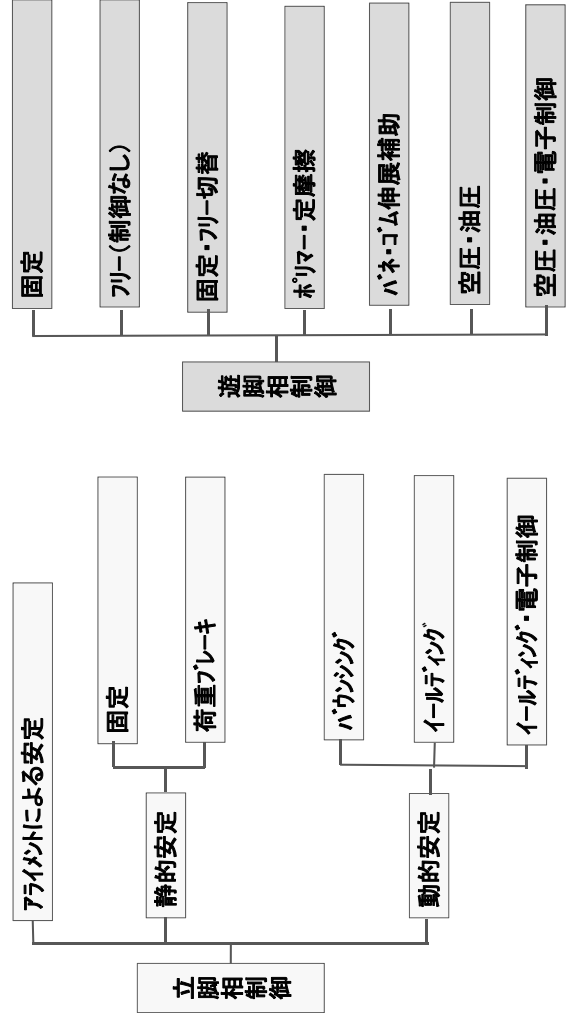 立脚相制御
アライメントによる安定
静的安定
固定
荷重ブレーキ
動的安定
バウンシング
イールディング
イールディング・電子制御
遊脚相制御
固定
フリー(制御なし)
固定・フリー切替
ポリマー・定摩擦
バネ・ゴム伸展補助
空圧・油圧
空圧・油圧・電子制御